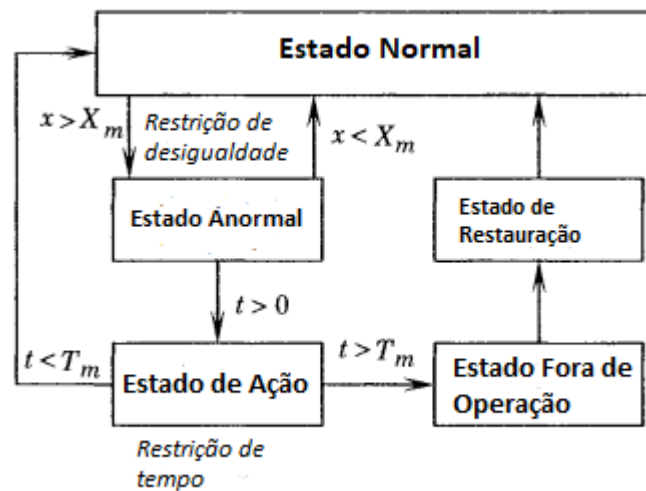 Estado Normal
x > Xₘ
Restrição de
desigualdade
x < Xₘ
Estado Anormal
Estado de
Restauração
t > 0
t < Tₘ
Estado de Ação
t > Tₘ
Estado Fora de
Operação
Restrição de
tempo